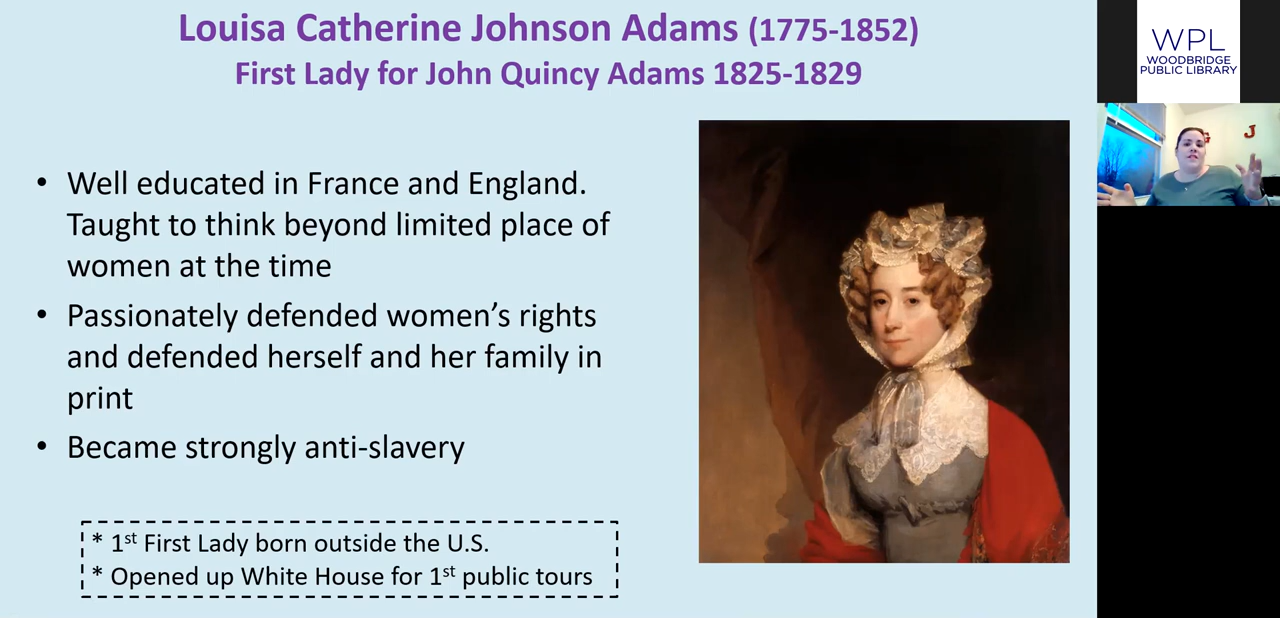 Louisa Catherine Johnson Adams (1775-1852)
First Lady for John Quincy Adams 1825-1829
• Well educated in France and England.
Taught to think beyond limited place of
women at the time
• Passionately defended women’s rights
and defended herself and her family in
print
• Became strongly anti-slavery
* 1st First Lady born outside the U.S.
* Opened up White House for 1st public tours
WPL
WOODBRIDGE
PUBLIC LIBRARY
J